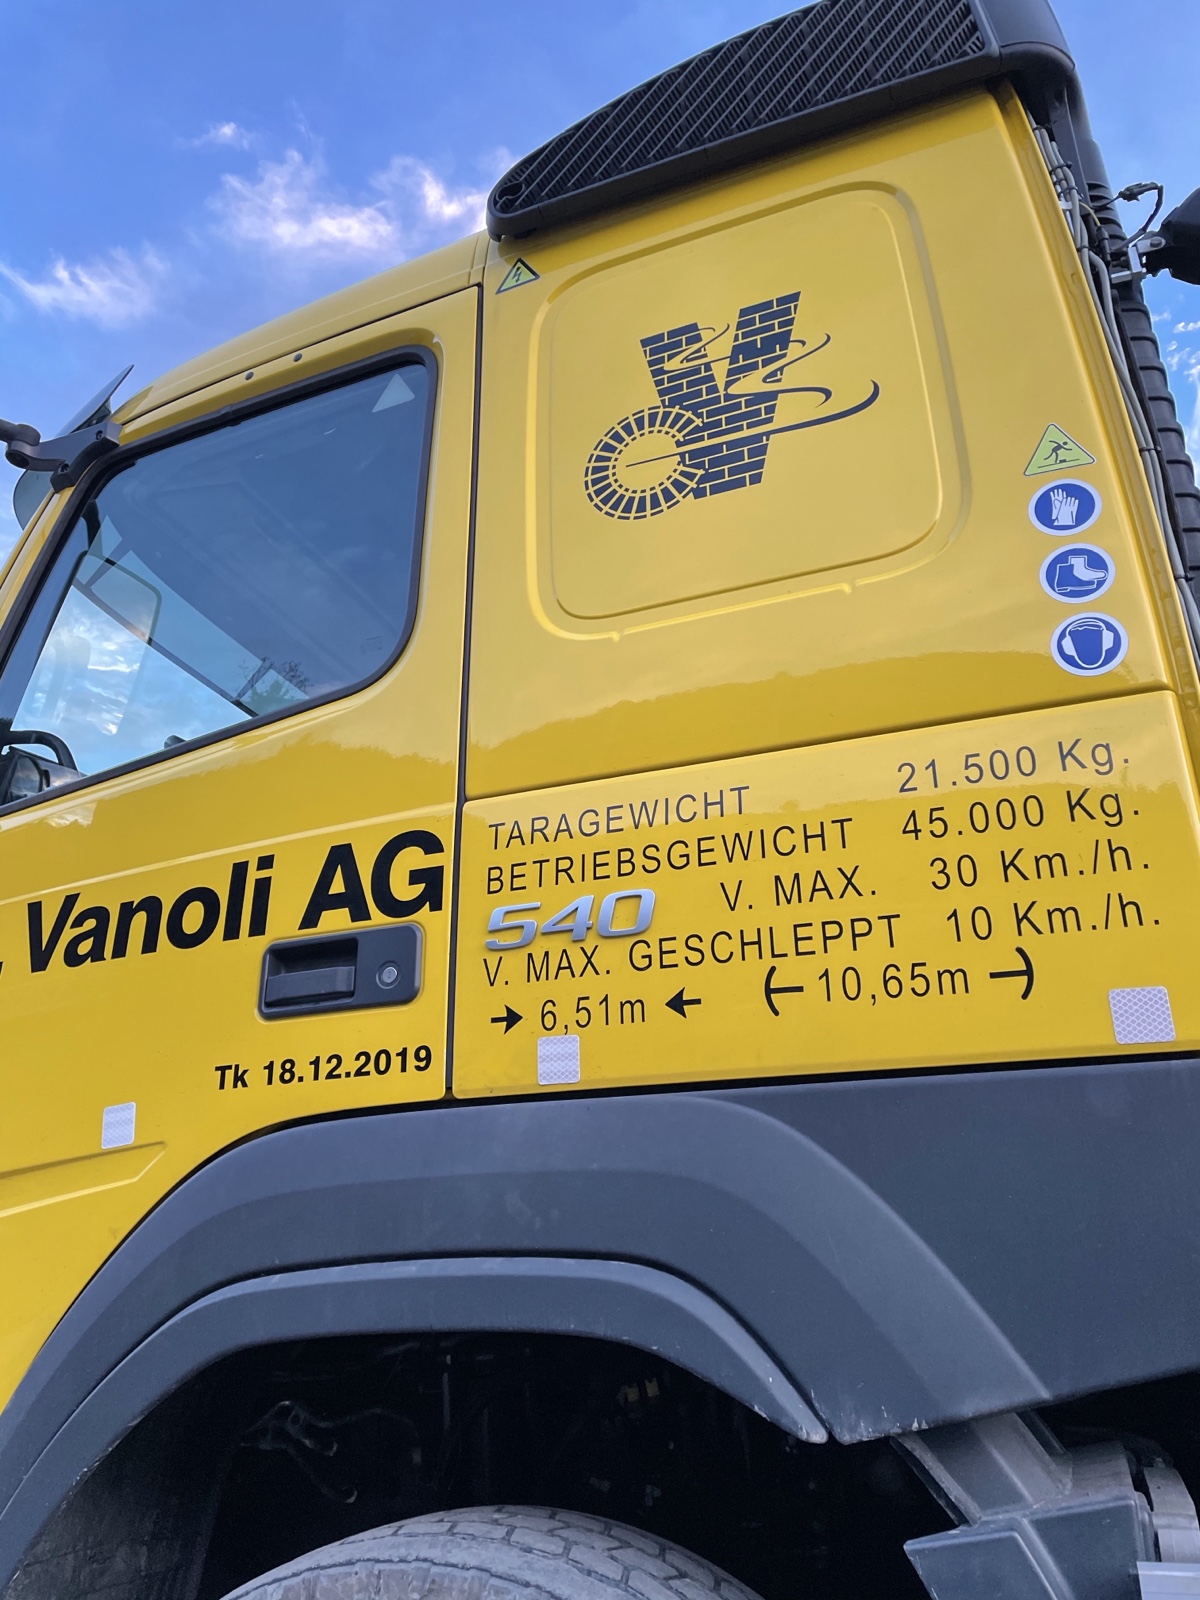 TARAGEWICHT 21.500 Kg.
BETRIEBSGEWICHT 45.000 Kg.
540 V. MAX. 30 Km./h.
V. MAX. GESCHLEPPT 10 Km./h.
6,51m 10,65m
. Vanoli AG
Tk 18.12.2019